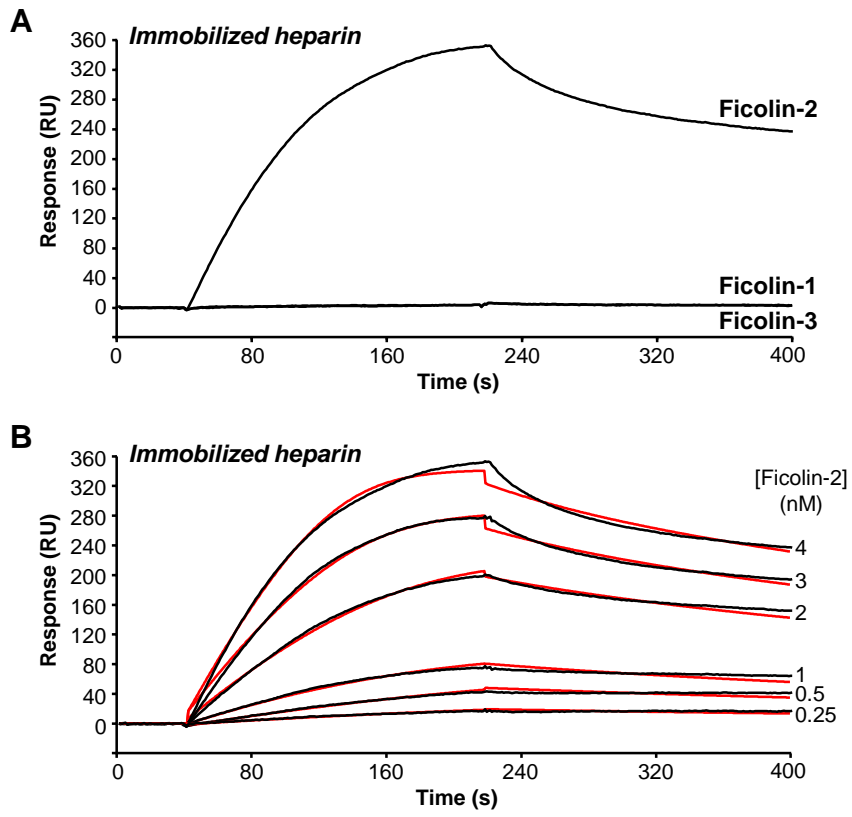 A
Immobilized heparin
360
320
280
240
200
160
120
80
40
0
Response (RU)
Ficolin-2
Ficolin-1
Ficolin-3
0 80 160 240 320 400
Time (s)
B
Immobilized heparin
360
320
280
240
200
160
120
80
40
0
Response (RU)
[Ficolin-2]
(nM)
4
3
2
1
0.5
0.25
0 80 160 240 320 400
Time (s)